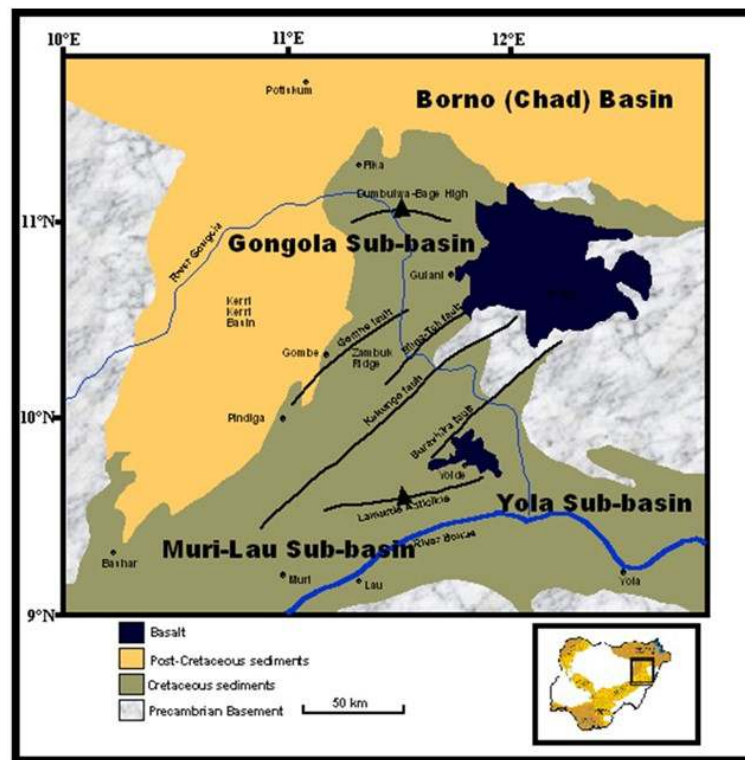 10°E
11°E
12°E
Potiskum
Borno (Chad) Basin
Fika
Dumbulwa-Bage High
11°N
River Gongola
Gongola Sub-basin
Gulani
Kerri
Kerri
Basin
Gombe fault
Gombe
Zambuk
Ridge
Kaltungo fault
Pindiga
10°N
Burashika fault
Yolde
Yola Sub-basin
Muri-Lau Sub-basin
River Benue
Bashar
Muri
Lau
Yola
9°N
Basalt
Post-Cretaceous sediments
Cretaceous sediments
Precambrian Basement
50 km